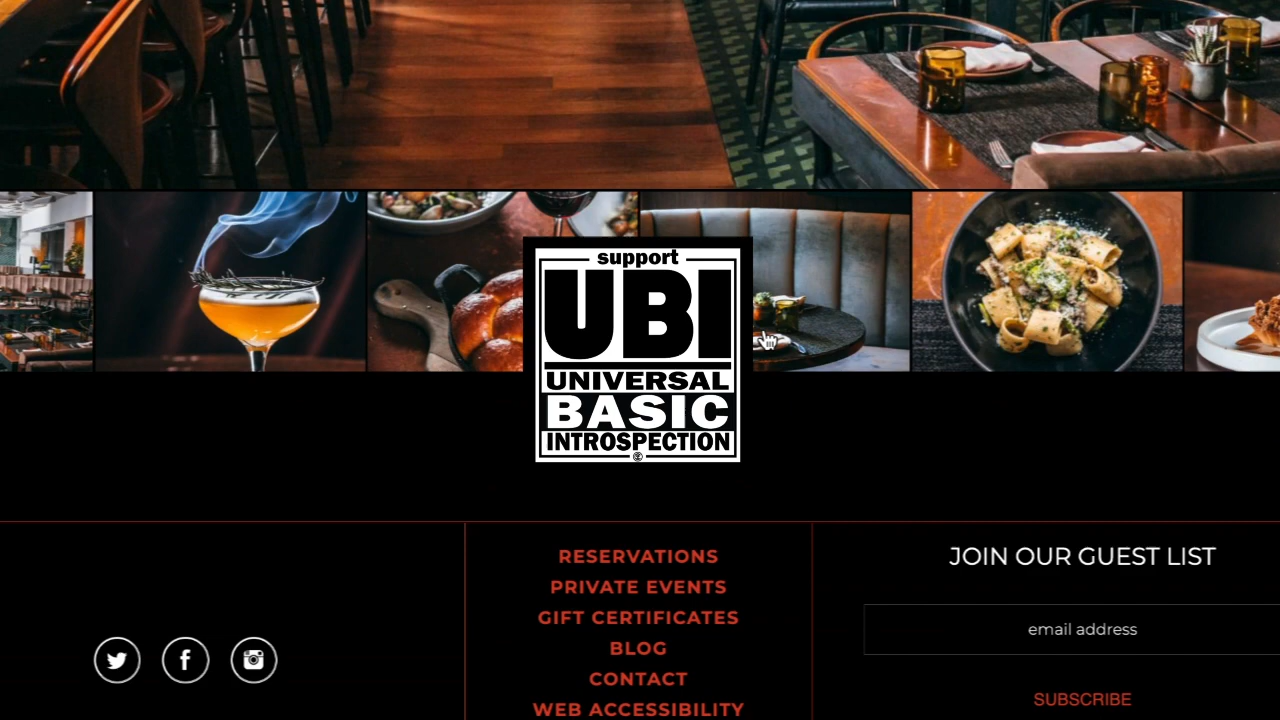 support
UBI
UNIVERSAL
BASIC
INTROSPECTION
RESERVATIONS
PRIVATE EVENTS
GIFT CERTIFICATES
BLOG
CONTACT
WEB ACCESSIBILITY
JOIN OUR GUEST LIST
email address
SUBSCRIBE